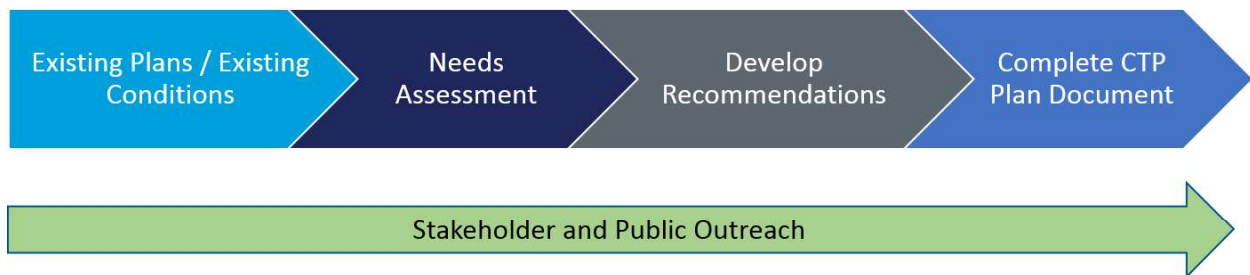 Existing Plans / Existing
Conditions
Needs
Assessment
Develop
Recommendations
Complete CTP
Plan Document
Stakeholder and Public Outreach